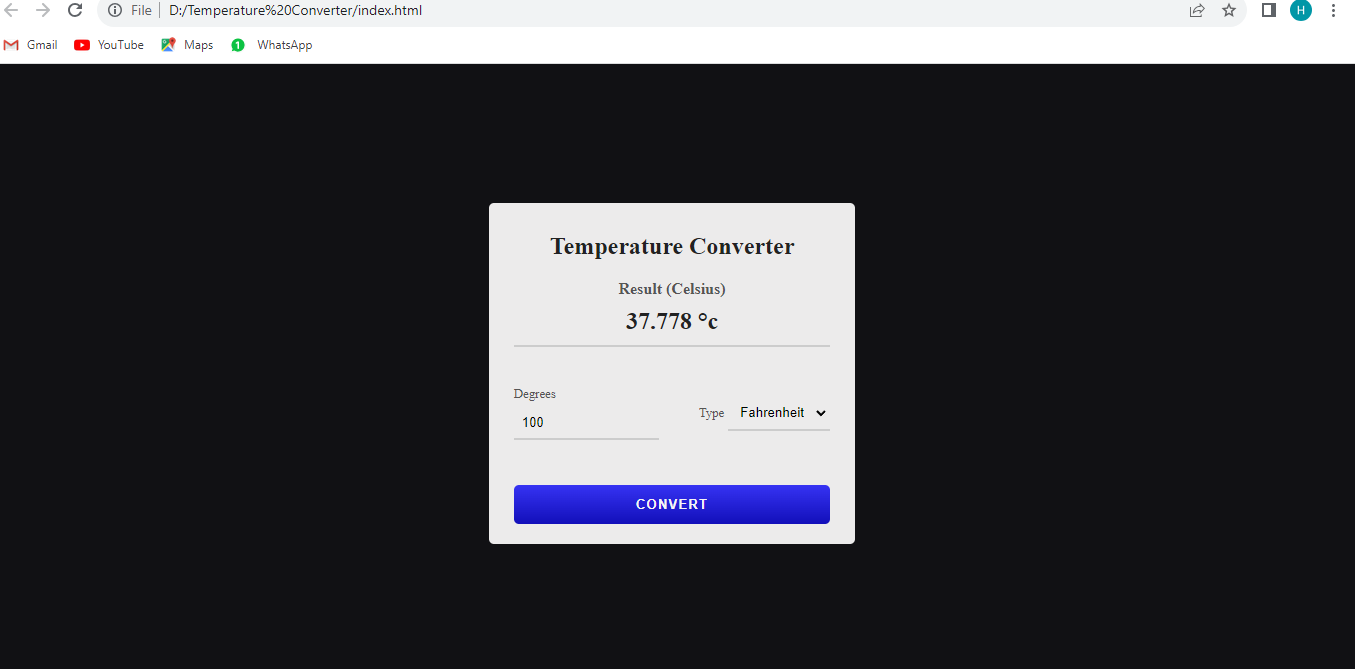 File D:/Temperature%20Converter/index.html
H
Gmail YouTube Maps 1 WhatsApp
Temperature Converter
Result (Celsius)
37.778 °c
Degrees
100
Type Fahrenheit
CONVERT